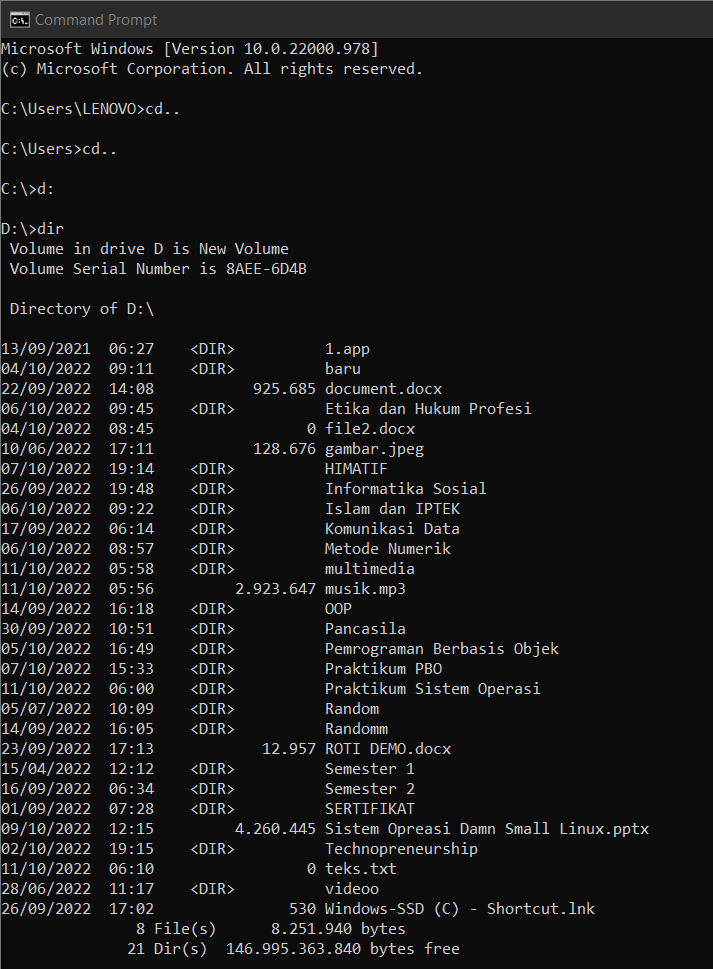 Command Prompt
Microsoft Windows [Version 10.0.22000.978]
(c) Microsoft Corporation. All rights reserved.
C:\Users\LENOVO>cd..
C:\Users>cd..
C:\>d:
D:\>dir
 Volume in drive D is New Volume
 Volume Serial Number is 8AEE-6D4B
 Directory of D:\
13/09/2021  06:27    <DIR>          1.app
04/10/2022  09:11    <DIR>          baru
22/09/2022  14:08           925.685 document.docx
06/10/2022  09:45    <DIR>          Etika dan Hukum Profesi
04/10/2022  08:45                 0 file2.docx
10/06/2022  17:11           128.676 gambar.jpeg
07/10/2022  19:14    <DIR>          HIMATIF
26/09/2022  19:48    <DIR>          Informatika Sosial
06/10/2022  09:22    <DIR>          Islam dan IPTEK
17/09/2022  06:14    <DIR>          Komunikasi Data
06/10/2022  08:57    <DIR>          Metode Numerik
11/10/2022  05:58    <DIR>          multimedia
11/10/2022  05:56         2.923.647 musik.mp3
14/09/2022  16:18    <DIR>          OOP
30/09/2022  10:51    <DIR>          Pancasila
05/10/2022  16:49    <DIR>          Pemrograman Berbasis Objek
07/10/2022  15:33    <DIR>          Praktikum PBO
11/10/2022  06:00    <DIR>          Praktikum Sistem Operasi
05/07/2022  10:09    <DIR>          Random
14/09/2022  16:05    <DIR>          Randomm
23/09/2022  17:13            12.957 ROTI DEMO.docx
15/04/2022  12:12    <DIR>          Semester 1
16/09/2022  06:34    <DIR>          Semester 2
01/09/2022  07:28    <DIR>          SERTIFIKAT
09/10/2022  12:15         4.260.445 Sistem Opreasi Damn Small Linux.pptx
02/10/2022  19:15    <DIR>          Technopreneurship
11/10/2022  06:10                 0 teks.txt
28/06/2022  11:17    <DIR>          videoo
26/09/2022  17:02               530 Windows-SSD (C) - Shortcut.lnk
               8 File(s)      8.251.940 bytes
              21 Dir(s)  146.995.363.840 bytes free